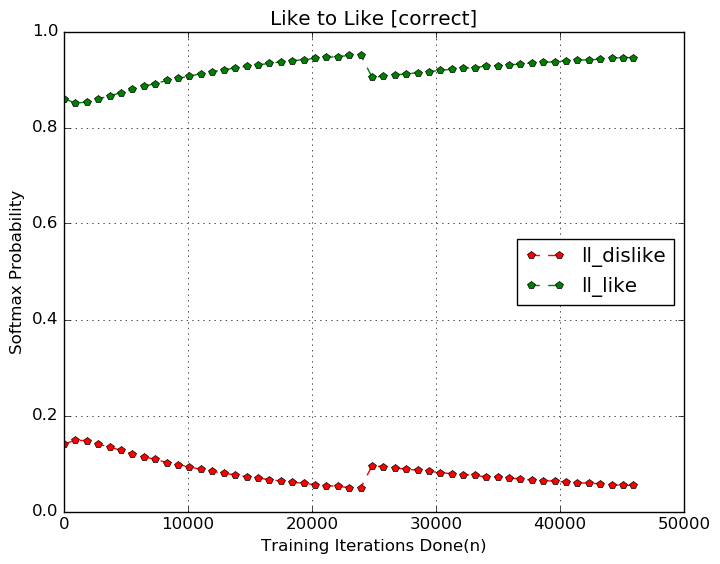 Like to Like [correct]
1.0
0.8
0.6
0.4
0.2
0.0
Softmax Probability
ll_dislike
ll_like
0 10000 20000 30000 40000 50000
Training Iterations Done(n)